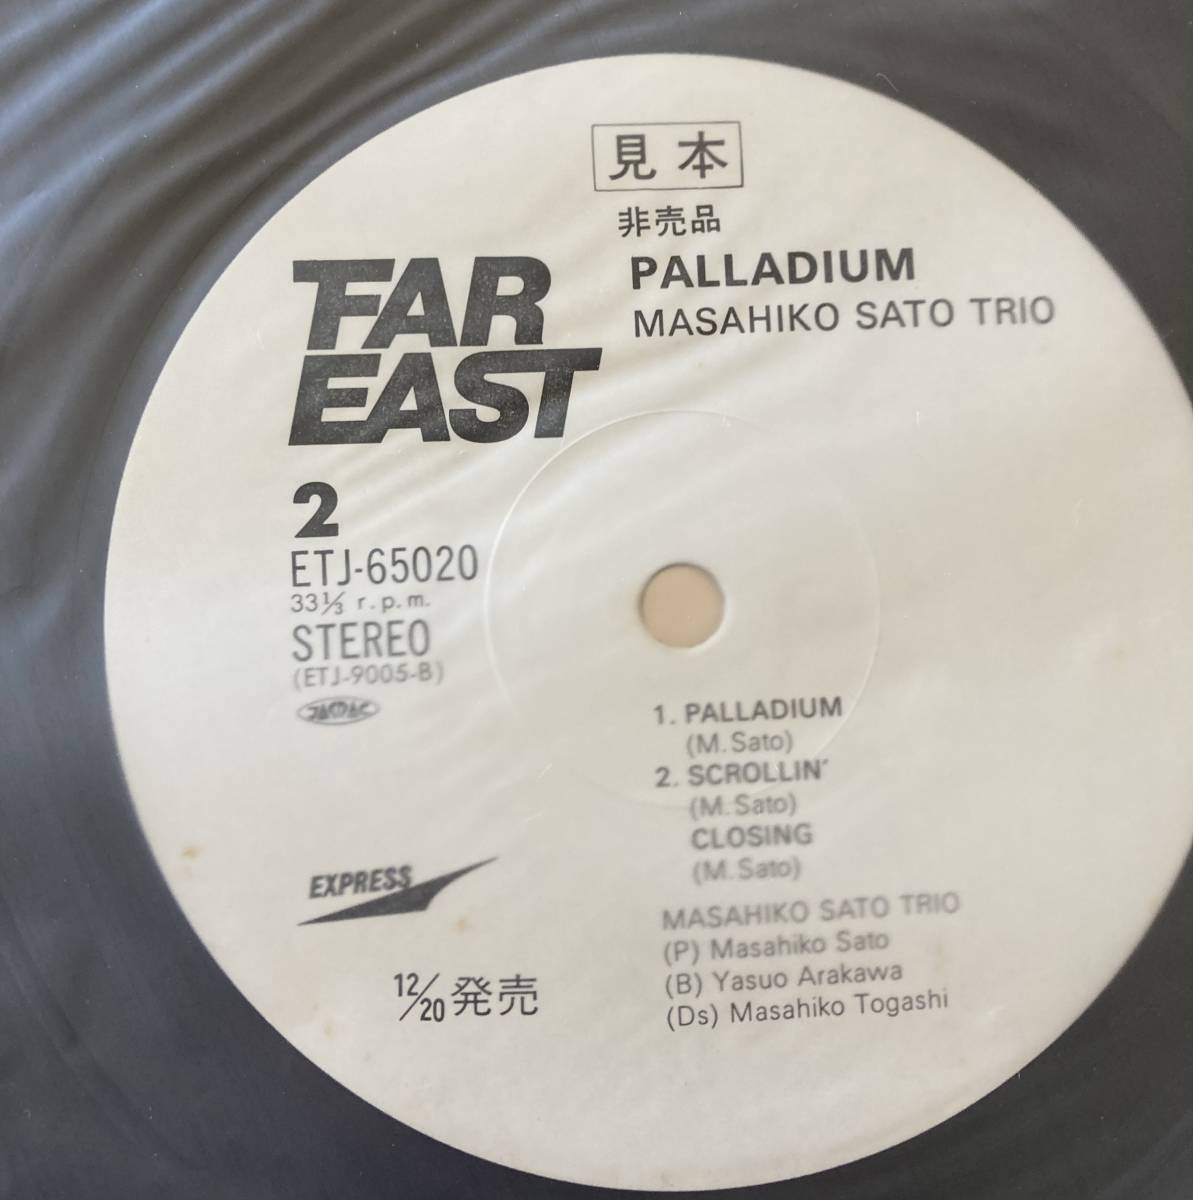 見本
非売品
PALLADIUM
MASAHIKO SATO TRIO
FAR
EAST
2
ETJ-65020
33⅓ r.p.m.
STEREO
(ETJ-9005-B)
1. PALLADIUM
(M. Sato)
2. SCROLLIN'
(M. Sato)
CLOSING
(M. Sato)
MASAHIKO SATO TRIO
(P) Masahiko Sato
(B) Yasuo Arakawa
(Ds) Masahiko Togashi
EXPRESS
12/20発売